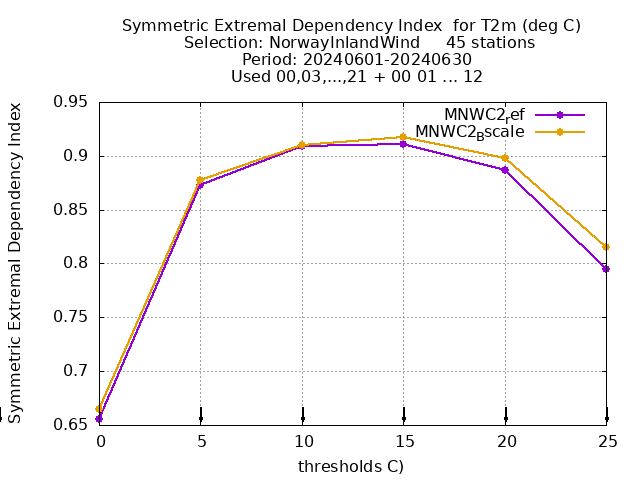 Symmetric Extremal Dependency Index  for T2m (deg C)
Selection: NorwayInlandWind     45 stations
Period: 20240601-20240630
Used 00,03,...,21 + 00 01 ... 12
Symmetric Extremal Dependency Index
0.95
0.9
0.85
0.8
0.75
0.7
0.65
MNWC2_ref
MNWC2_Bscale
0
5
10
15
20
25
thresholds C)